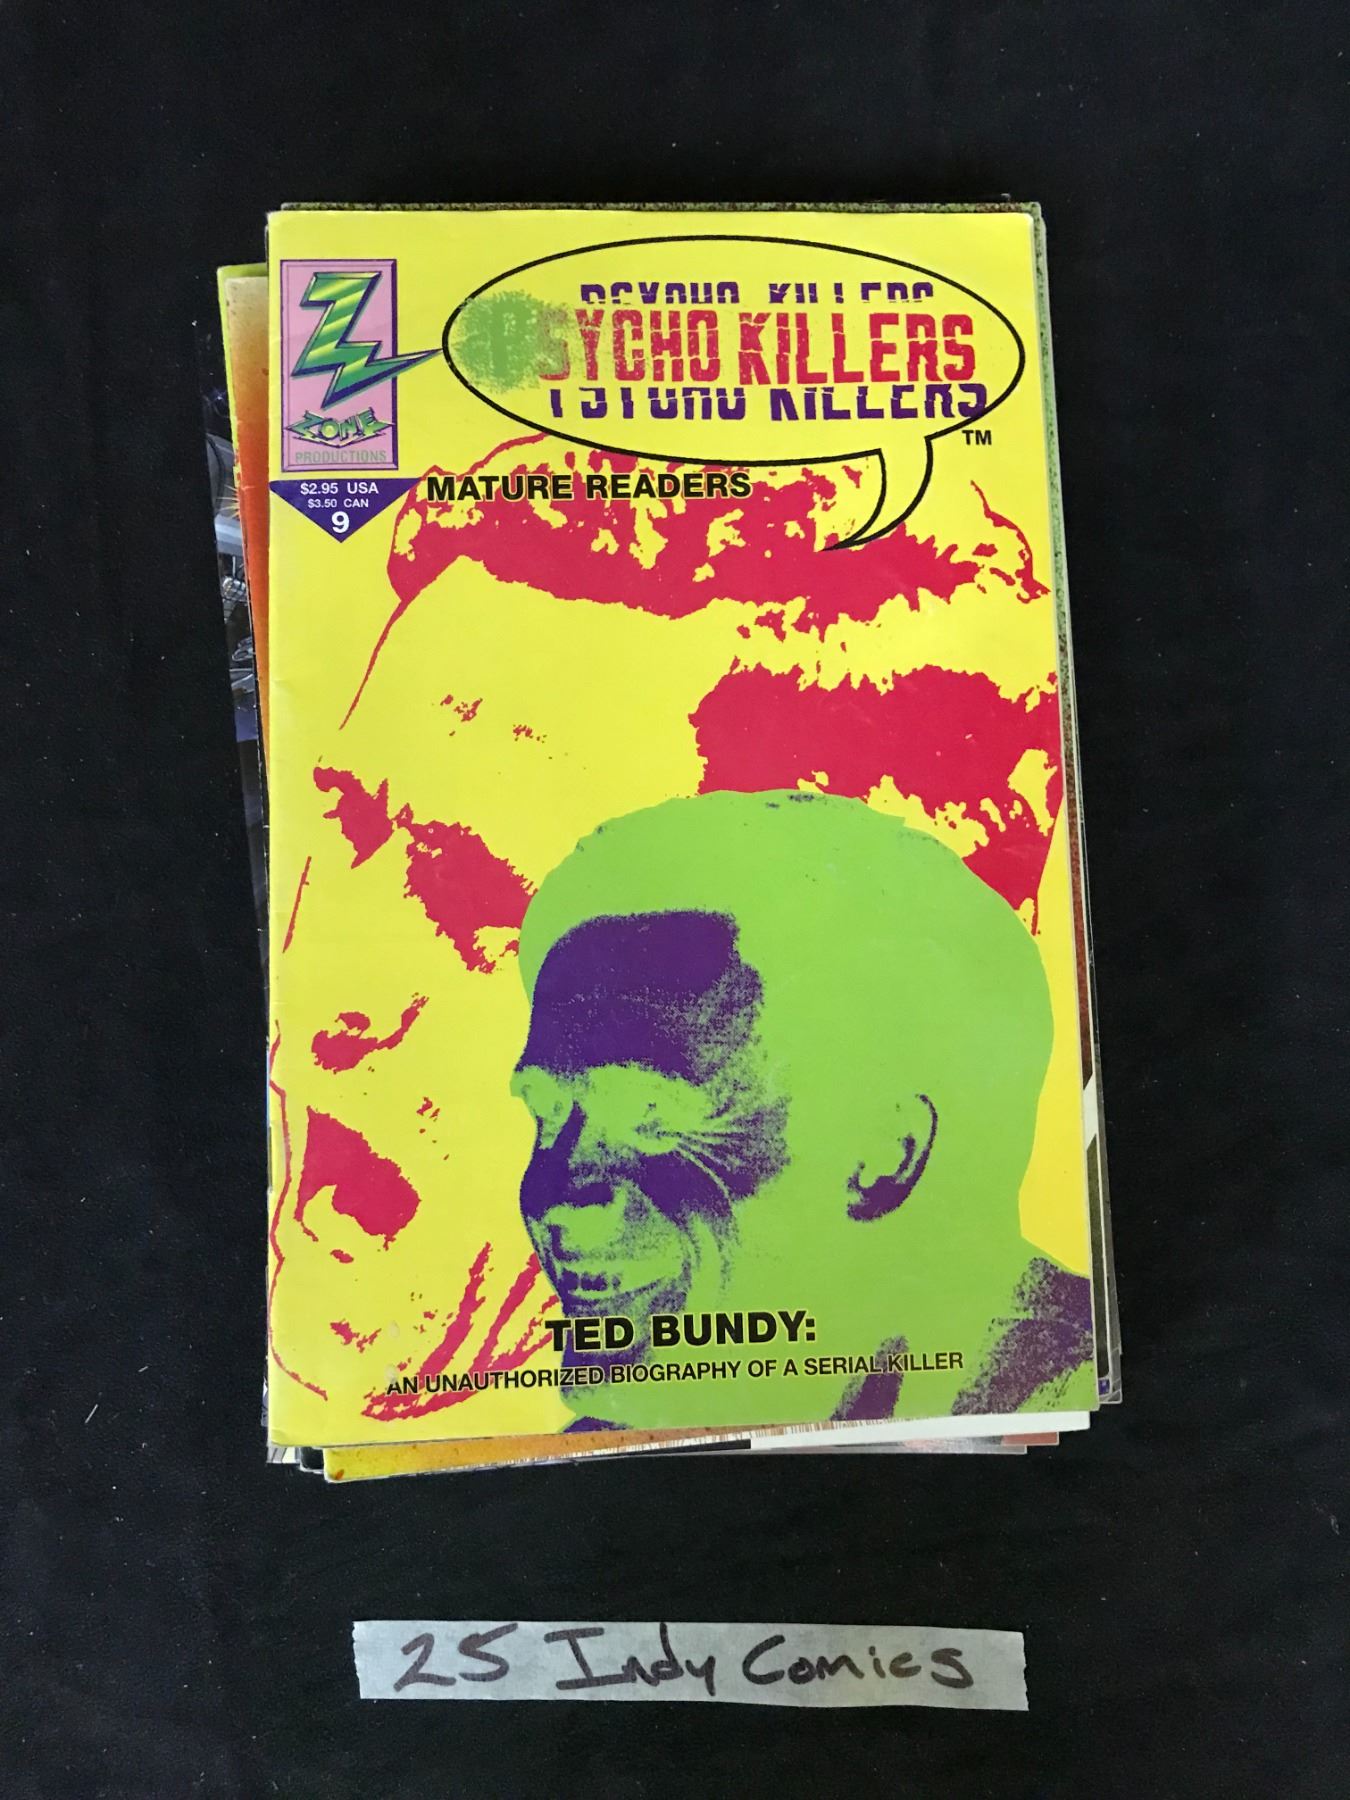 PSYCHO KILLERS
PSYCHO KILLERS
PSYCHO KILLERS
TM
ZONE
PRODUCTIONS
$2.95 USA
$3.50 CAN
9
MATURE READERS
TED BUNDY:
AN UNAUTHORIZED BIOGRAPHY OF A SERIAL KILLER
25 Indy Comics